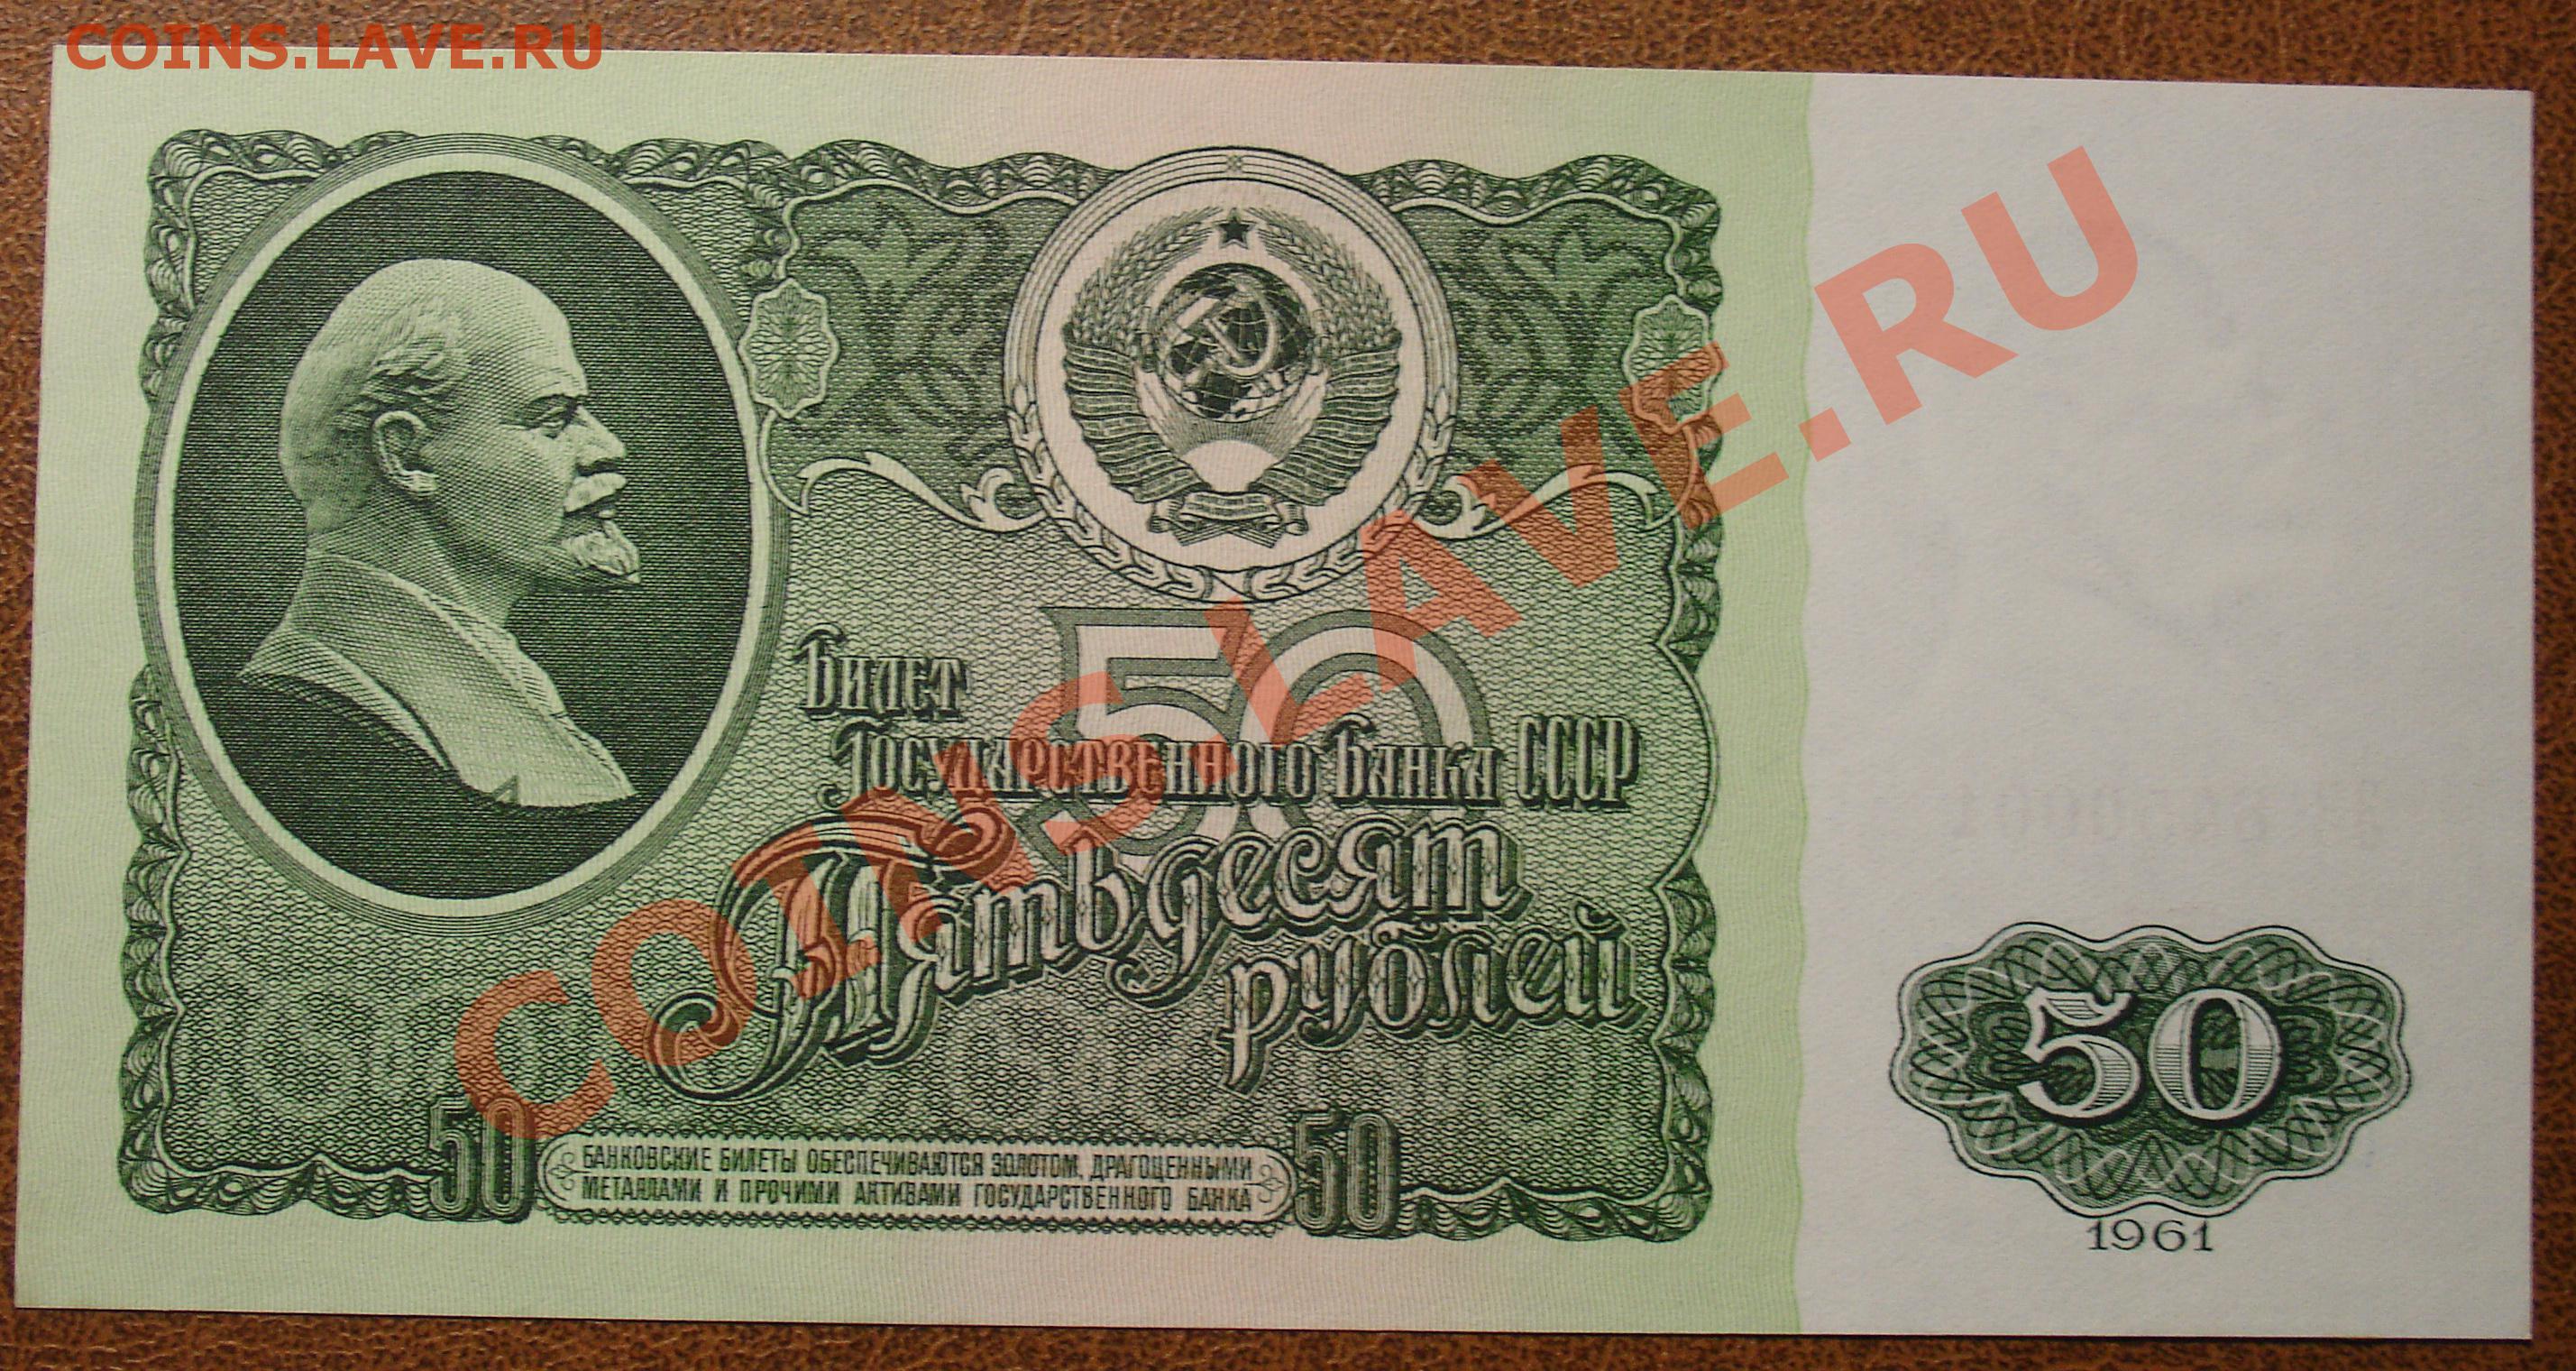 COINS.LAVE.RU
COINS.LAVE.RU
50
Билет
Государственного Банка СССР
Пятьдесят
рублей
50
50
БАНКОВСКИЕ БИЛЕТЫ ОБЕСПЕЧИВАЮТСЯ ЗОЛОТОМ, ДРАГОЦЕННЫМИ
МЕТАЛЛАМИ И ПРОЧИМИ АКТИВАМИ ГОСУДАРСТВЕННОГО БАНКА
50
1961